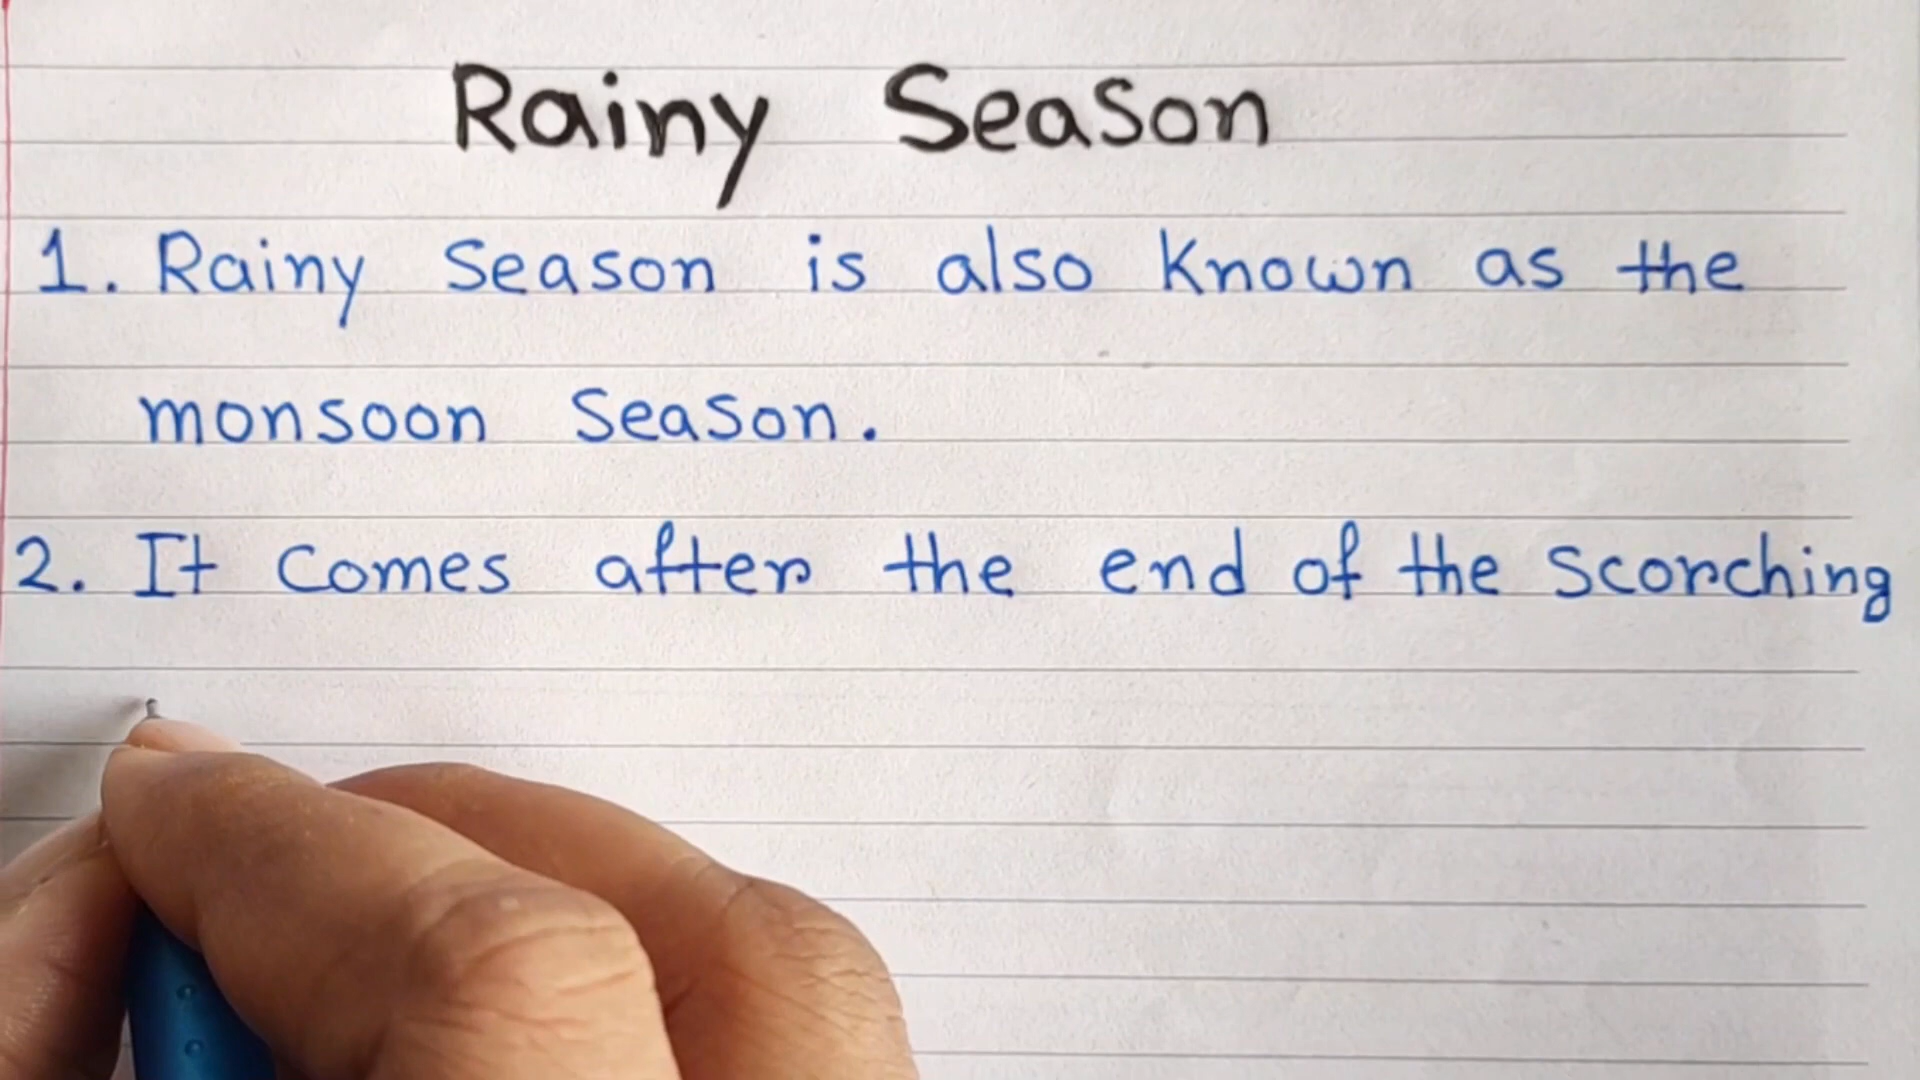 Rainy Season
1. Rainy Season is also Known as the
monsoon Season.
2. It Comes after the end of the Scorching